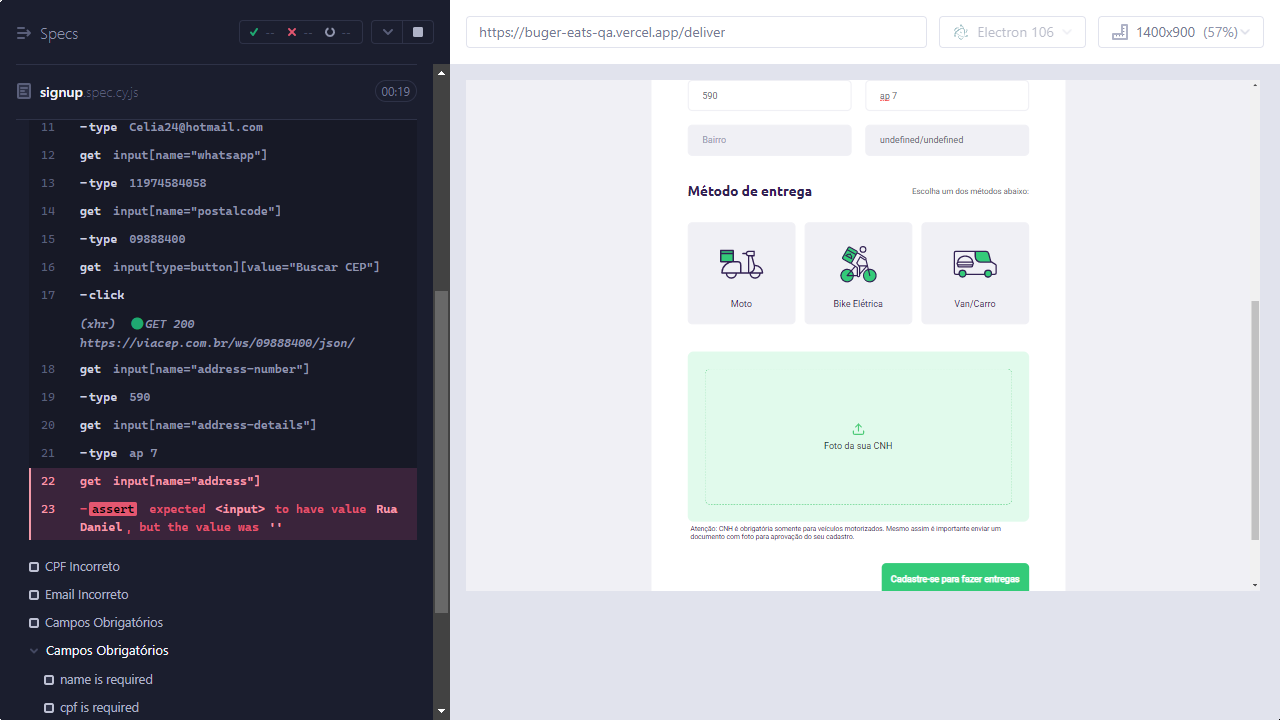 Specs
-- -- --
signup.spec.cy.js
00:19
11 -type Celia24@hotmail.com
12 get input[name="whatsapp"]
13 -type 11974584058
14 get input[name="postalcode"]
15 -type 09888400
16 get input[type=button][value="Buscar CEP"]
17 -click
(xhr) GET 200
https://viacep.com.br/ws/09888400/json/
18 get input[name="address-number"]
19 -type 590
20 get input[name="address-details"]
21 -type ap 7
22 get input[name="address"]
23 -assert expected <input> to have value Rua
Daniel, but the value was ''
CPF Incorreto
Email Incorreto
Campos Obrigatórios
Campos Obrigatórios
name is required
cpf is required
https://buger-eats-qa.vercel.app/deliver
Electron 106
1400x900 (57%)
590
ap 7
Bairro
undefined/undefined
Método de entrega
Escolha um dos métodos abaixo:
Moto
Bike Elétrica
Van/Carro
Foto da sua CNH
Atenção: CNH é obrigatória somente para veículos motorizados. Mesmo assim é importante enviar um
documento com foto para aprovação do seu cadastro.
Cadastre-se para fazer entregas